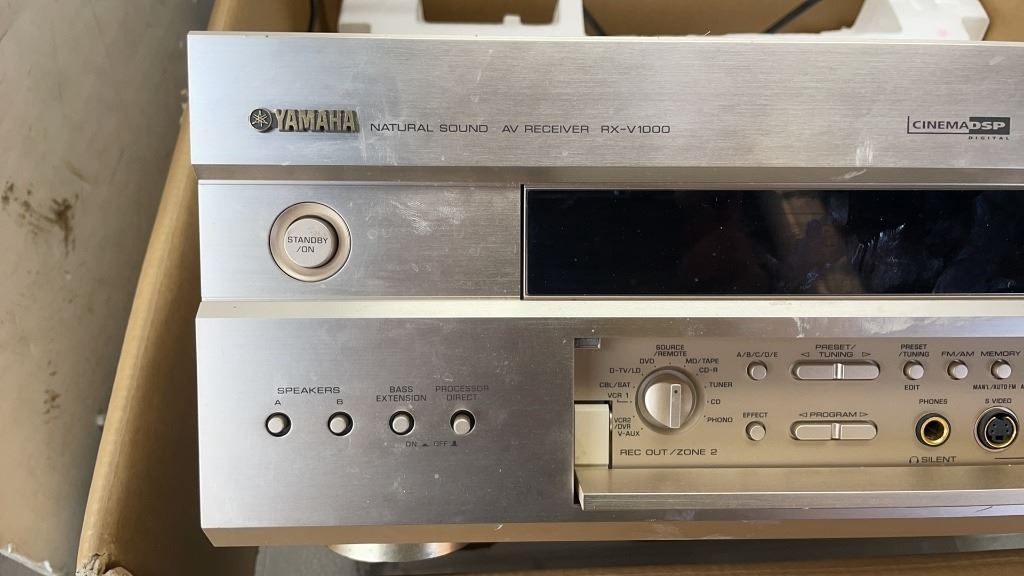 YAMAHA NATURAL SOUND AV RECEIVER RX-V1000
CINEMA DSP
DIGITAL
STANDBY
/ON
SPEAKERS
A B
BASS
EXTENSION
PROCESSOR
DIRECT
ON OFF
SOURCE
/REMOTE
DVD MD/TAPE
D-TV/LD CD-R
CBL/SAT TUNER
VCR 1 CD
VCR2
/DVR PHONO
V-AUX
REC OUT/ZONE 2
A/B/C/D/E
PRESET/
◁ TUNING ▷
PRESET
/TUNING
EDIT
FM/AM
MEMORY
MAN'L/AUTO FM
EFFECT
◁ PROGRAM ▷
PHONES
SILENT
S VIDEO